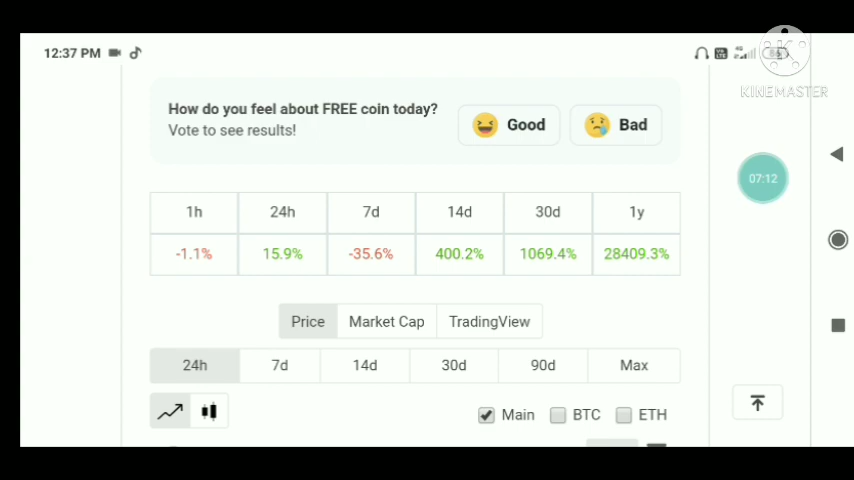 12:37 PM
KINEMASTER
How do you feel about FREE coin today?
Vote to see results!
Good
Bad
07:12
1h 24h 7d 14d 30d 1y
-1.1% 15.9% -35.6% 400.2% 1069.4% 28409.3%
Price Market Cap TradingView
24h 7d 14d 30d 90d Max
Main BTC ETH